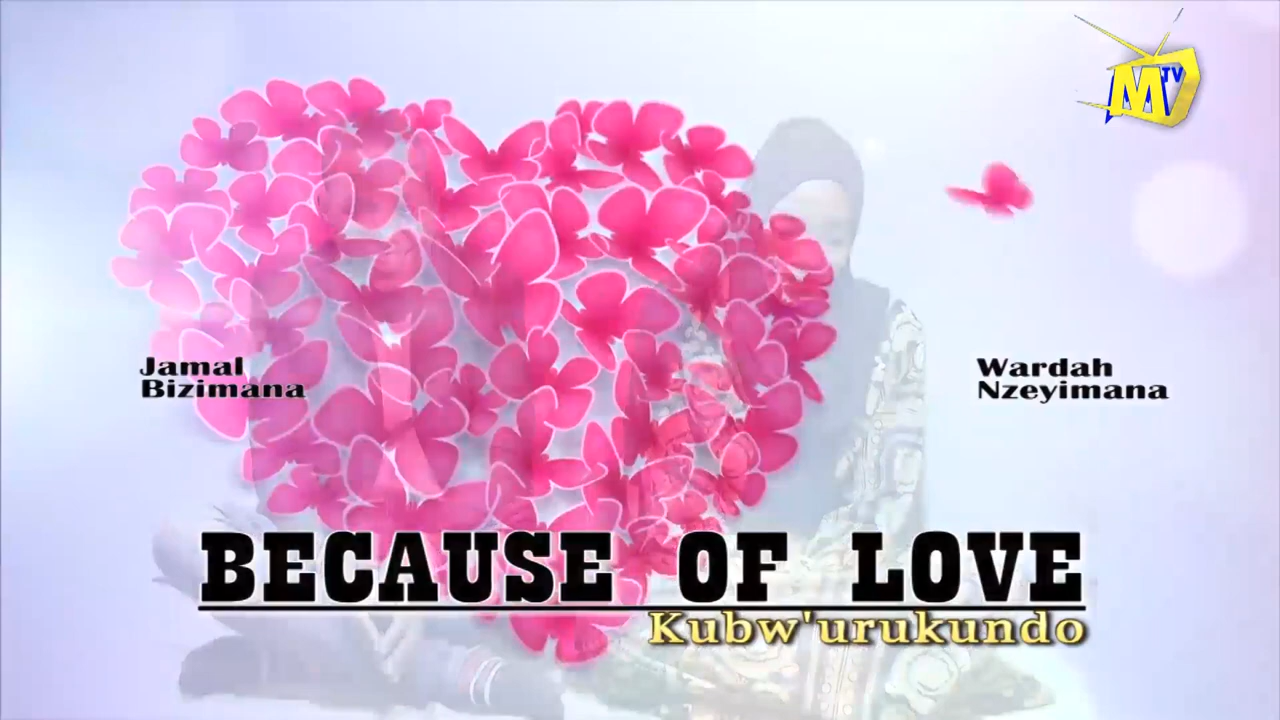 MTV
Jamal
Bizimana
Wardah
Nzeyimana
BECAUSE OF LOVE
Kubw'urukundo